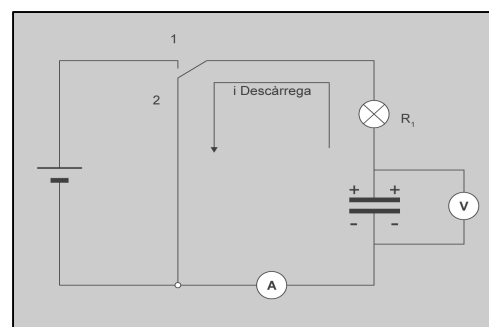 1
2
i Descàrrega
R1
+ +
- -
V
A